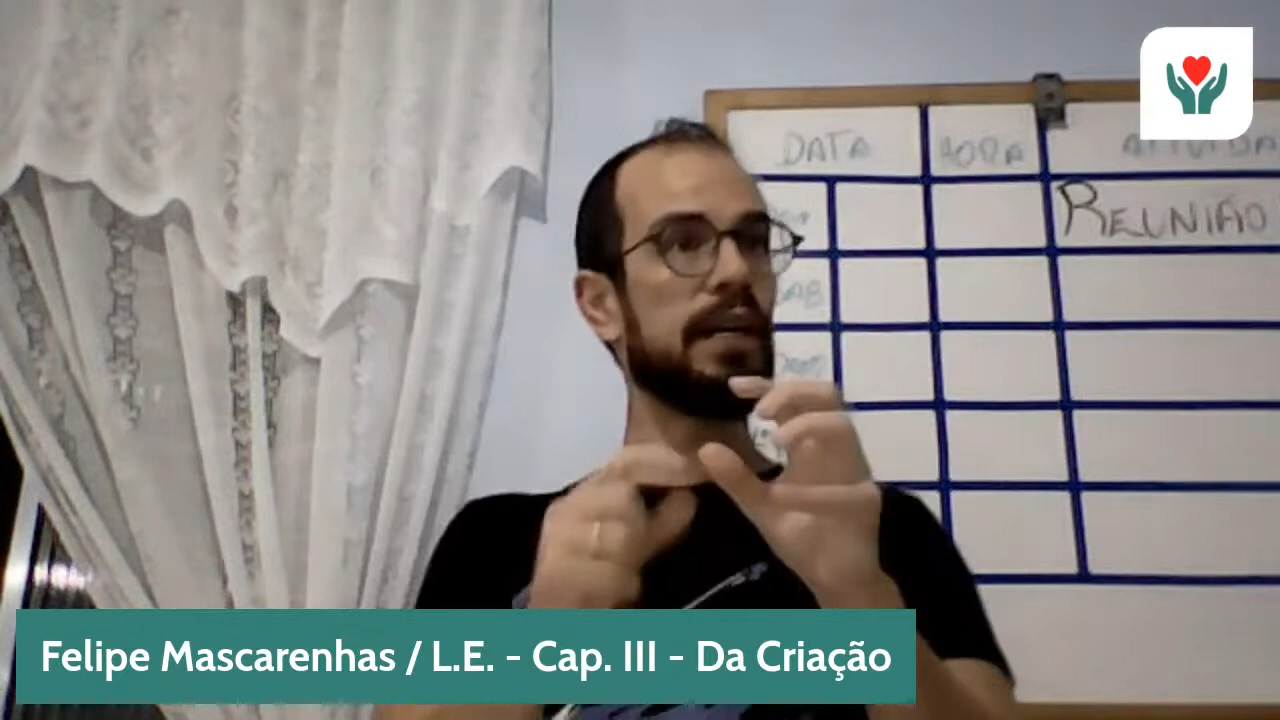 DATA HORA
REUNIÃO
Felipe Mascarenhas / L.E. - Cap. III - Da Criação